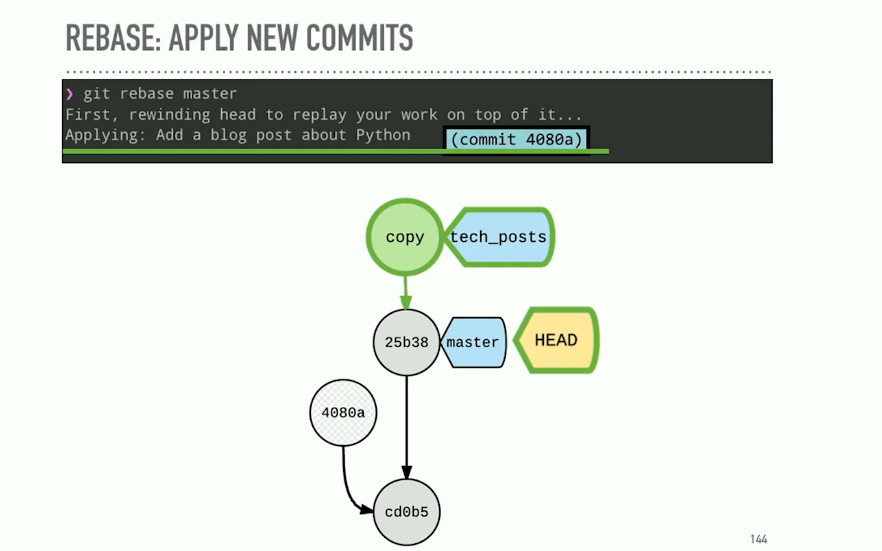 REBASE: APPLY NEW COMMITS
❯ git rebase master
First, rewinding head to replay your work on top of it...
Applying: Add a blog post about Python (commit 4080a)
copy tech_posts
25b38 master HEAD
4080a
cd0b5
144